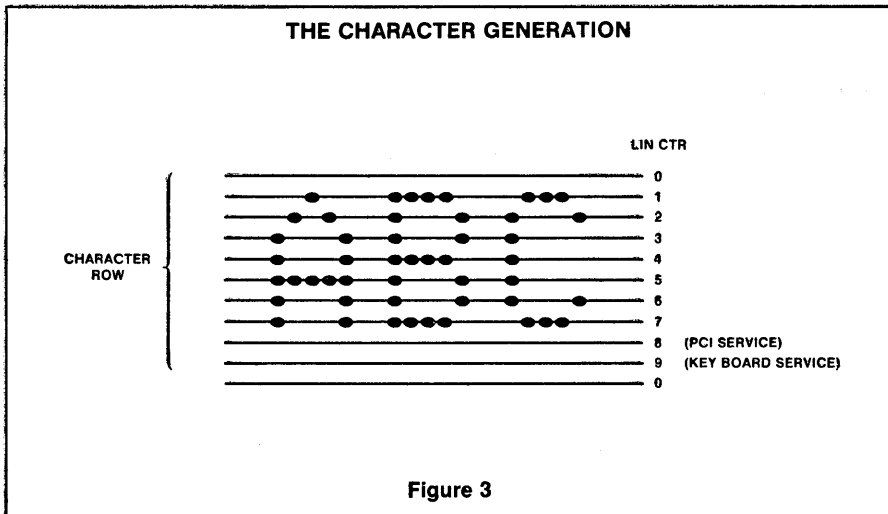 THE CHARACTER GENERATION
LIN CTR
0
1
2
3
CHARACTER
ROW
4
5
6
7
8 (PCI SERVICE)
9 (KEY BOARD SERVICE)
0
Figure 3